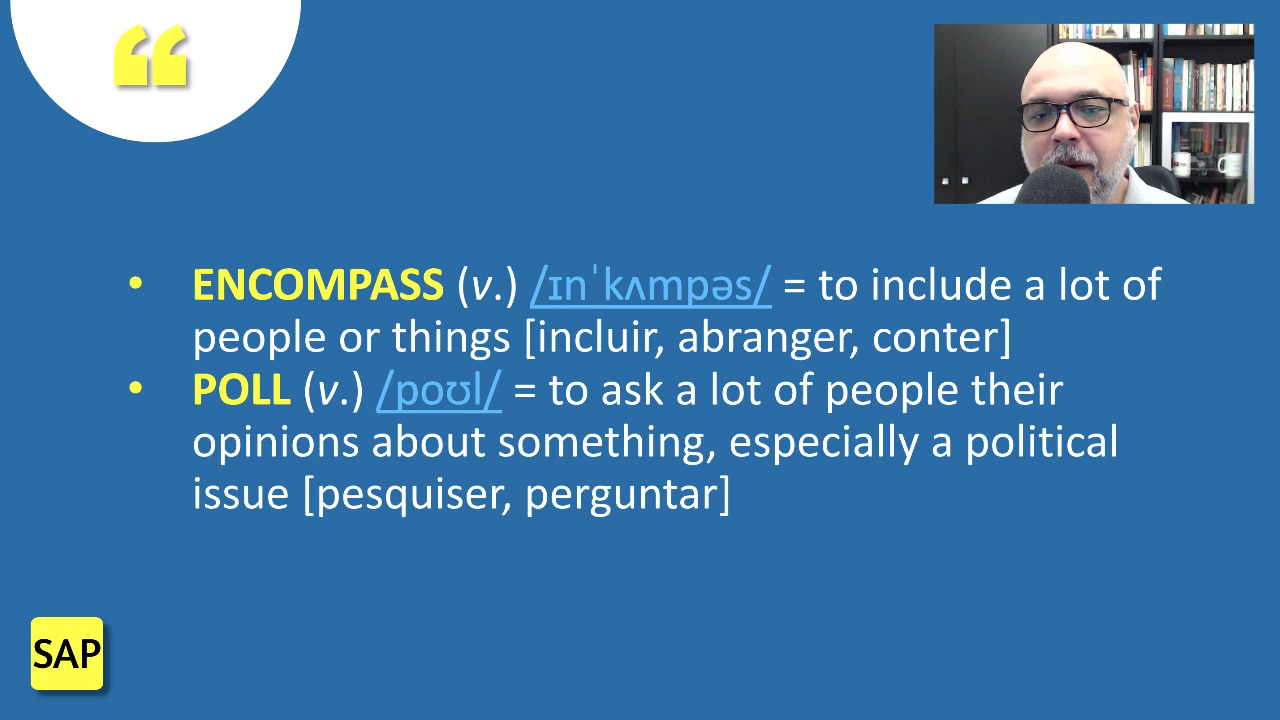 • ENCOMPASS (v.) /ɪnˈkʌmpəs/ = to include a lot of
people or things [incluir, abranger, conter]
• POLL (v.) /poʊl/ = to ask a lot of people their
opinions about something, especially a political
issue [pesquiser, perguntar]
SAP